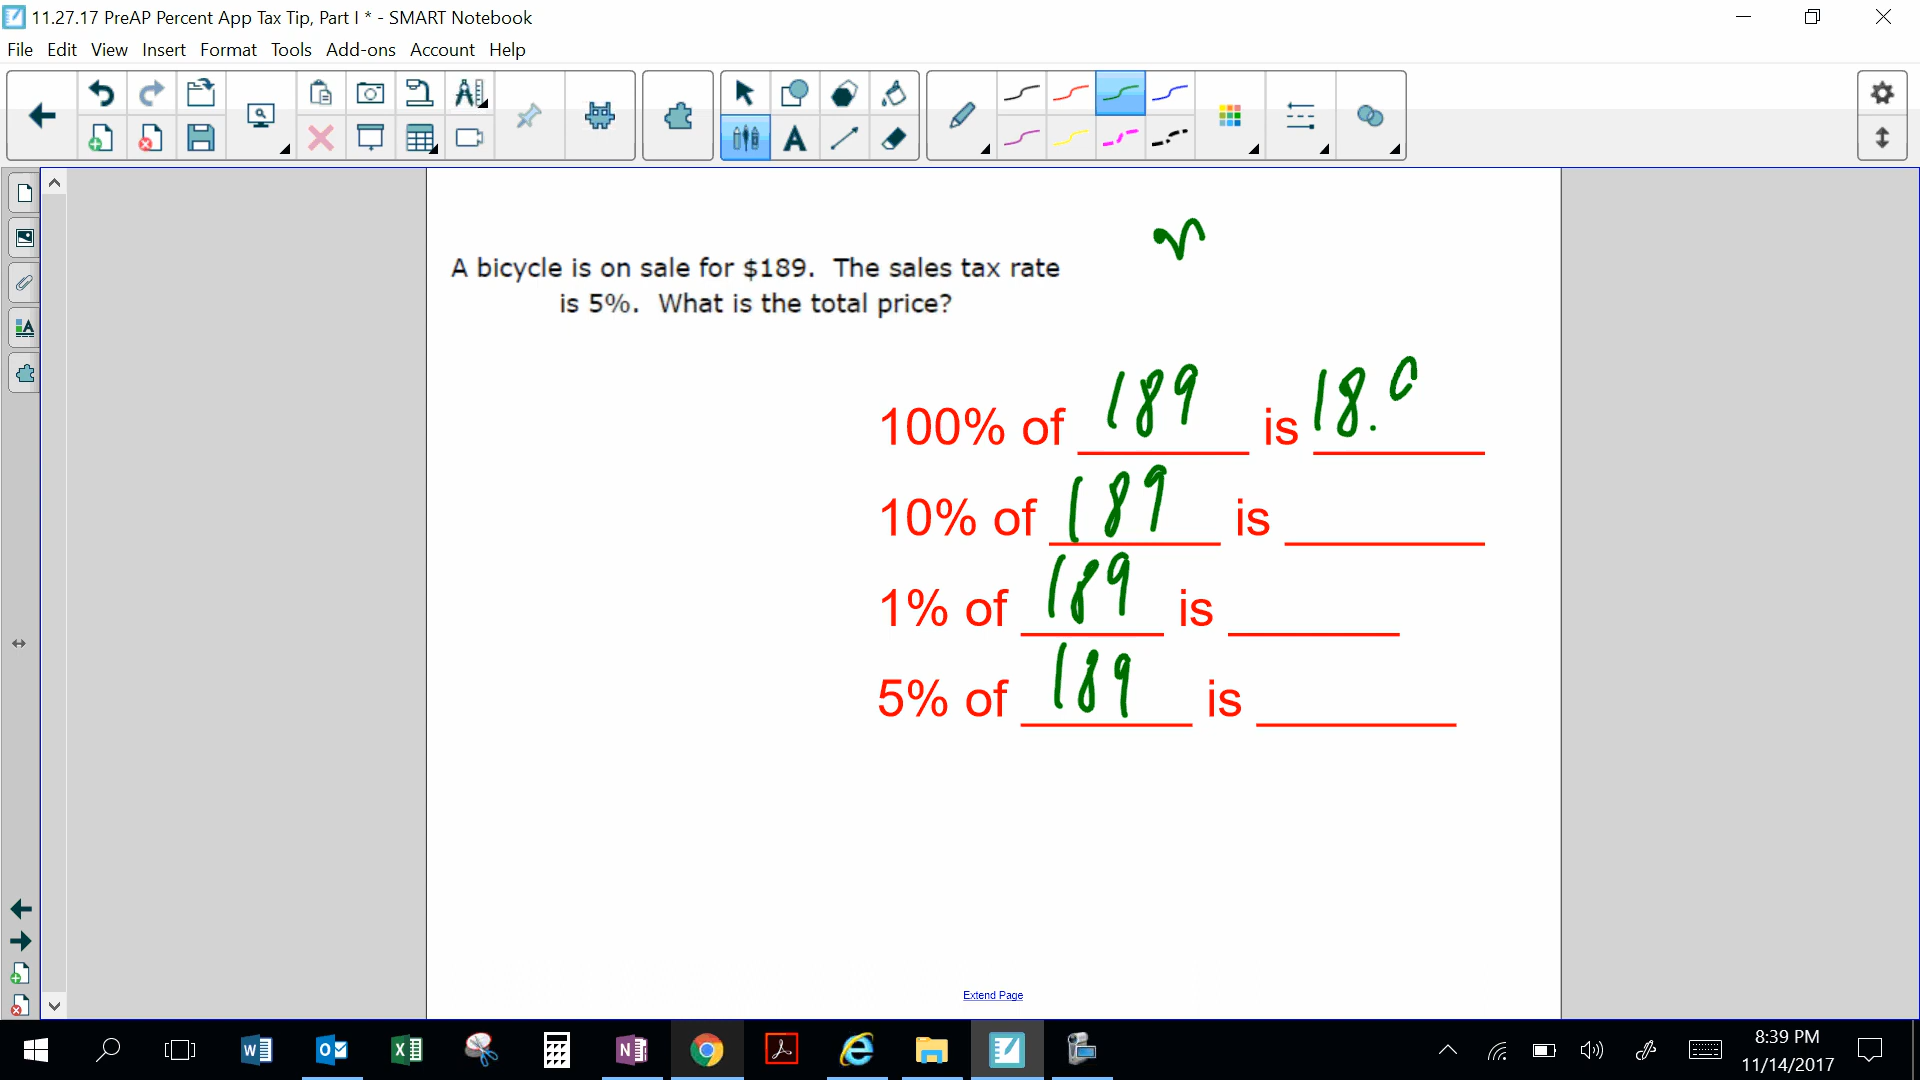 11.27.17 PreAP Percent App Tax Tip, Part I * - SMART Notebook
File Edit View Insert Format Tools Add-ons Account Help
A bicycle is on sale for $189. The sales tax rate
is 5%. What is the total price?
100% of 189 is 18.
10% of 189 is
1% of 189 is
5% of 189 is
Extend Page
8:39 PM
11/14/2017